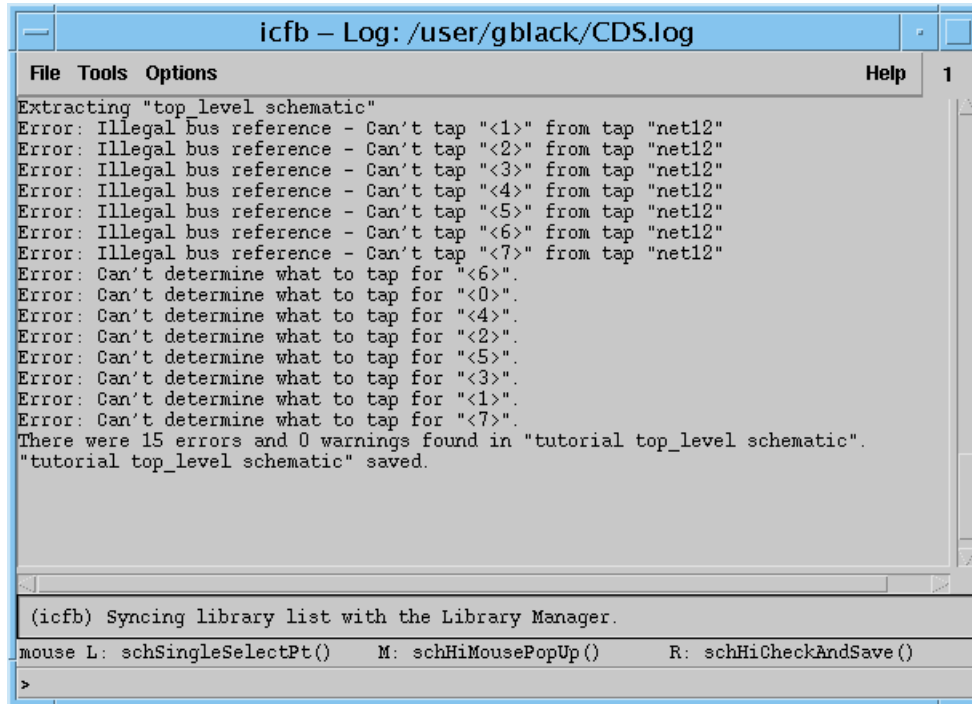 icfb – Log: /user/gblack/CDS.log
File Tools Options Help 1
Extracting "top_level schematic"
Error: Illegal bus reference - Can't tap "<1>" from tap "net12"
Error: Illegal bus reference - Can't tap "<2>" from tap "net12"
Error: Illegal bus reference - Can't tap "<3>" from tap "net12"
Error: Illegal bus reference - Can't tap "<4>" from tap "net12"
Error: Illegal bus reference - Can't tap "<5>" from tap "net12"
Error: Illegal bus reference - Can't tap "<6>" from tap "net12"
Error: Illegal bus reference - Can't tap "<7>" from tap "net12"
Error: Can't determine what to tap for "<6>".
Error: Can't determine what to tap for "<0>".
Error: Can't determine what to tap for "<4>".
Error: Can't determine what to tap for "<2>".
Error: Can't determine what to tap for "<5>".
Error: Can't determine what to tap for "<3>".
Error: Can't determine what to tap for "<1>".
Error: Can't determine what to tap for "<7>".
There were 15 errors and 0 warnings found in "tutorial top_level schematic".
"tutorial top_level schematic" saved.
(icfb) Syncing library list with the Library Manager.
mouse L: schSingleSelectPt() M: schHiMousePopUp() R: schHiCheckAndSave()
>